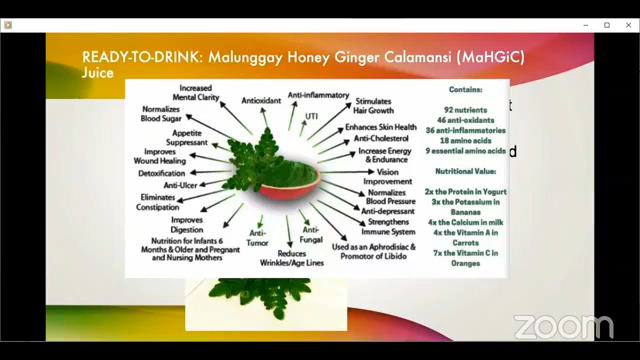 READY-TO-DRINK: Malunggay Honey Ginger Calamansi (MaHGiC)
Juice
Increased
Mental Clarity
Antioxidant
Anti-inflammatory
UTI
Stimulates
Hair Growth
Normalizes
Blood Sugar
Appetite
Suppressant
Improves
Wound Healing
Detoxification
Anti-Ulcer
Eliminates
Constipation
Improves
Digestion
Nutrition for Infants 6
Months & Older and Pregnant
and Nursing Mothers
Anti-
Tumor
Reduces
Wrinkles/Age Lines
Anti-
Fungal
Enhances Skin Health
Anti-Cholesterol
Increase Energy
& Endurance
Vision
Improvement
Normalizes
Blood Pressure
Anti-depressant
Strengthens
Immune System
Used as an Aphrodisiac &
Promotor of Libido
Contains:
92 nutrients
46 anti-oxidants
36 anti-inflammatories
18 amino acids
9 essential amino acids
Nutritional Value:
2x the Protein in Yogurt
3x the Potassium in
Bananas
4x the Calcium in milk
4x the Vitamin A in
Carrots
7x the Vitamin C in
Oranges
zoom